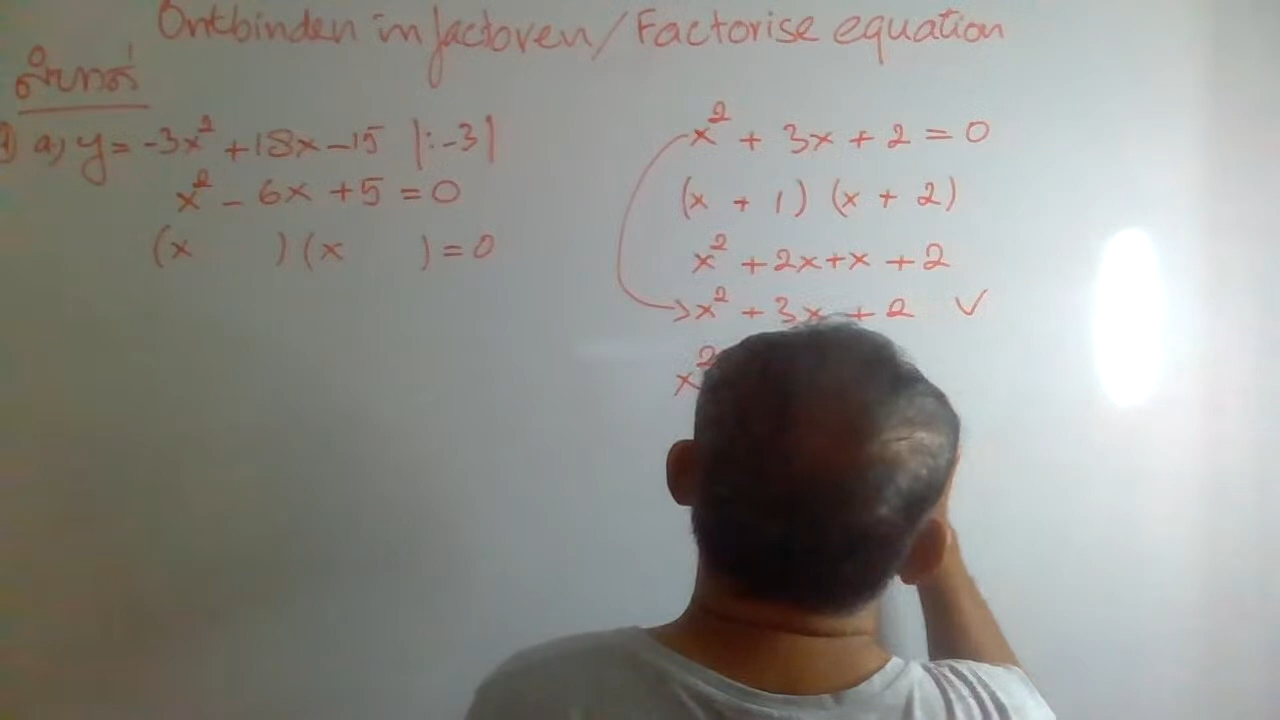 Ontbinden in factoren / Factorise equation
a) y = -3x² + 18x - 15 |: -3|
x² - 6x + 5 = 0
(x ) (x ) = 0
x² + 3x + 2 = 0
(x + 1) (x + 2)
x² + 2x + x + 2
x² + 3x + 2 ✓
x²